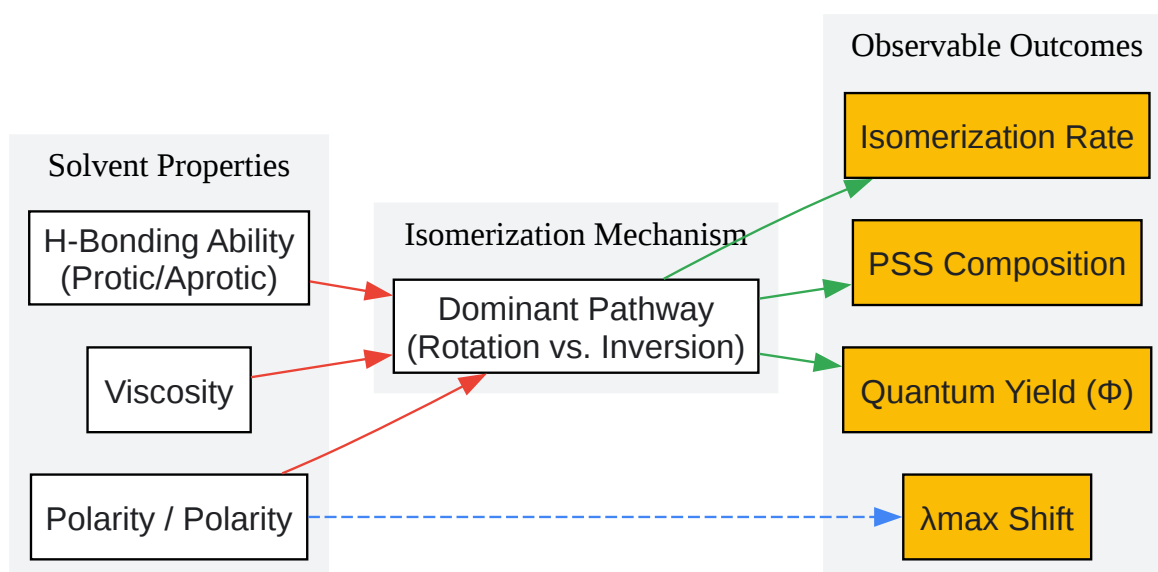 Solvent Properties
H-Bonding Ability
(Protic/Aprotic)
Viscosity
Polarity / Polarity
Isomerization Mechanism
Dominant Pathway
(Rotation vs. Inversion)
Observable Outcomes
Isomerization Rate
PSS Composition
Quantum Yield (Φ)
λmax Shift